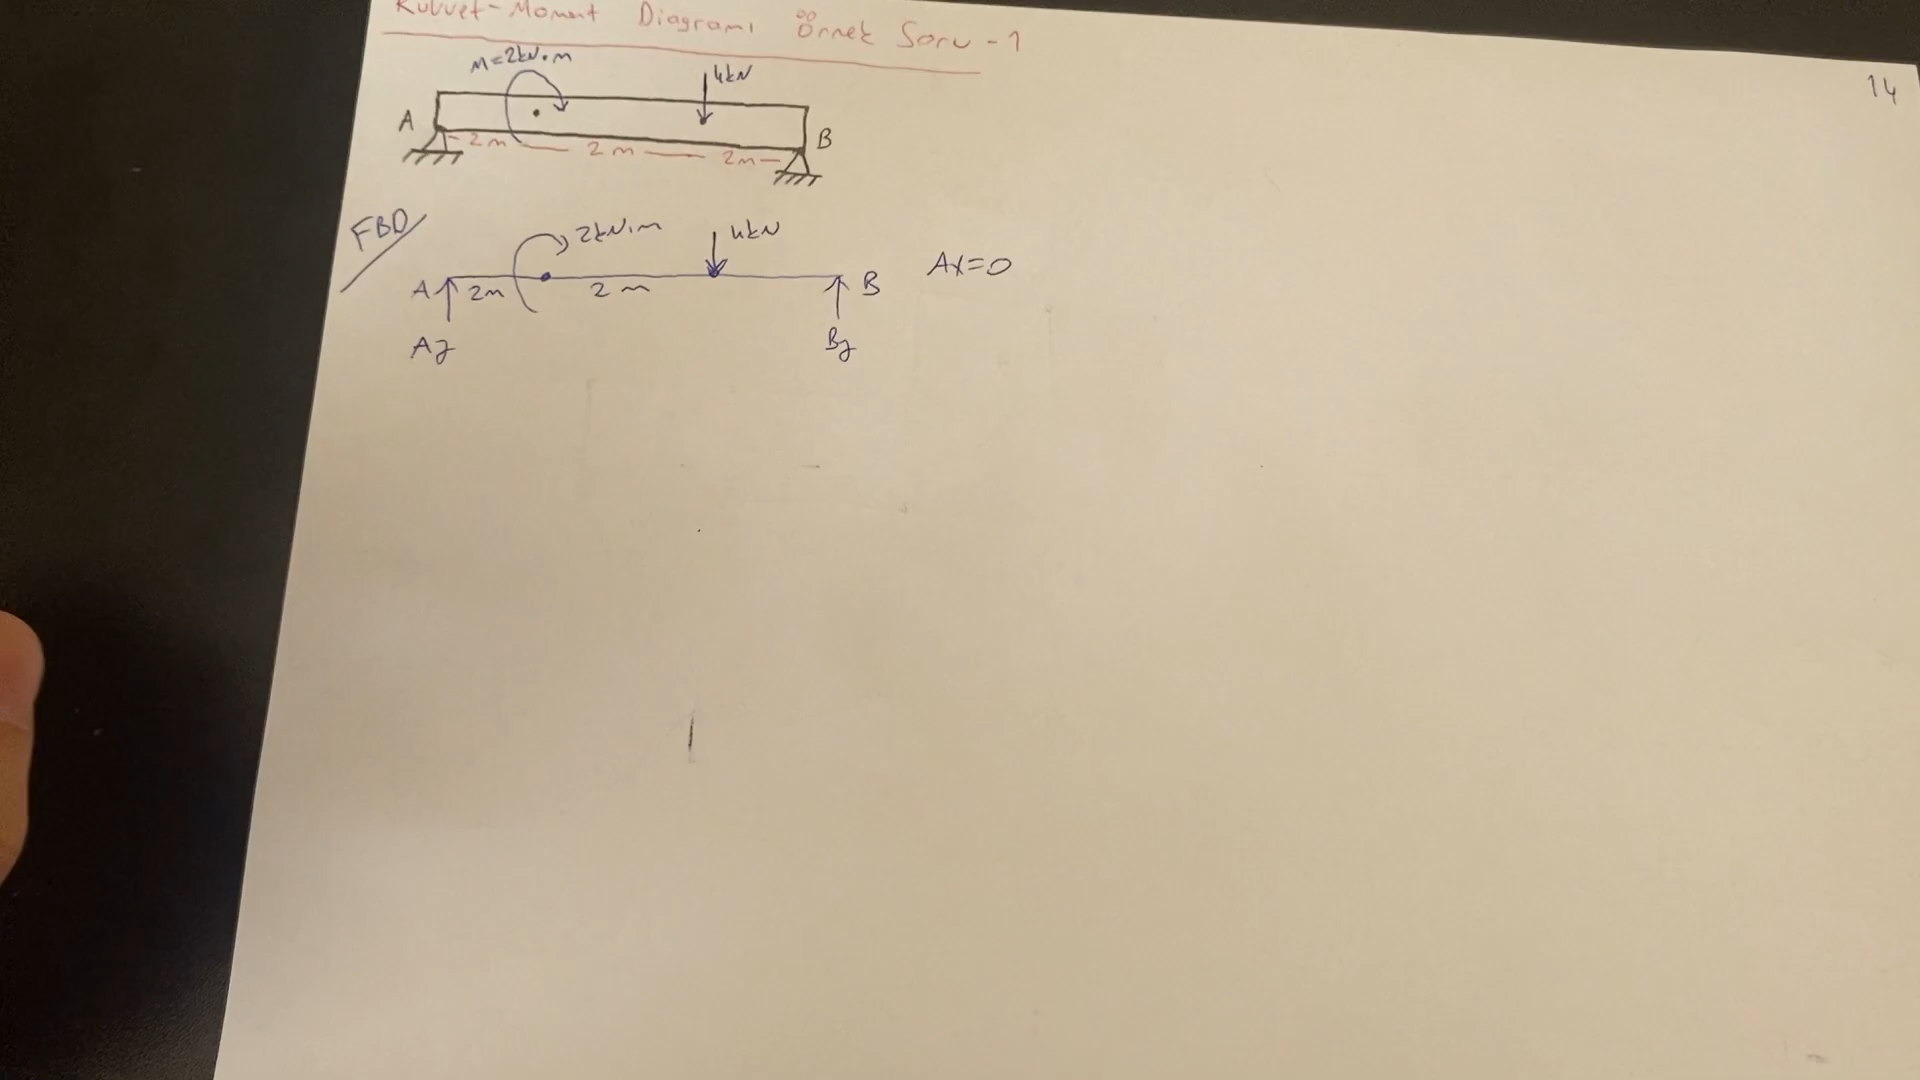 Kuvvet-Moment Diagramı Örnek Soru-1
14
M=2kN.m
4kN
A
B
2m
2m
2m
FBD
2kN.m
4kN
Ax=0
A
2m
2m
B
Ay
By